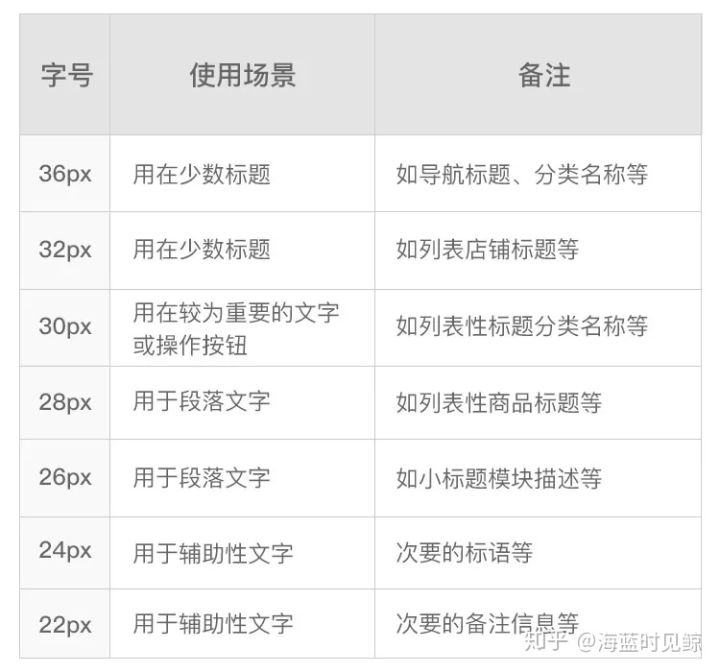 字号 使用场景 备注
36px 用在少数标题 如导航标题、分类名称等
32px 用在少数标题 如列表店铺标题等
30px 用在较为重要的文字 如列表性标题分类名称等
或操作按钮
28px 用于段落文字 如列表性商品标题等
26px 用于段落文字 如小标题模块描述等
24px 用于辅助性文字 次要的标语等
22px 用于辅助性文字 次要的备注信息等
知乎 @海蓝时见鲸